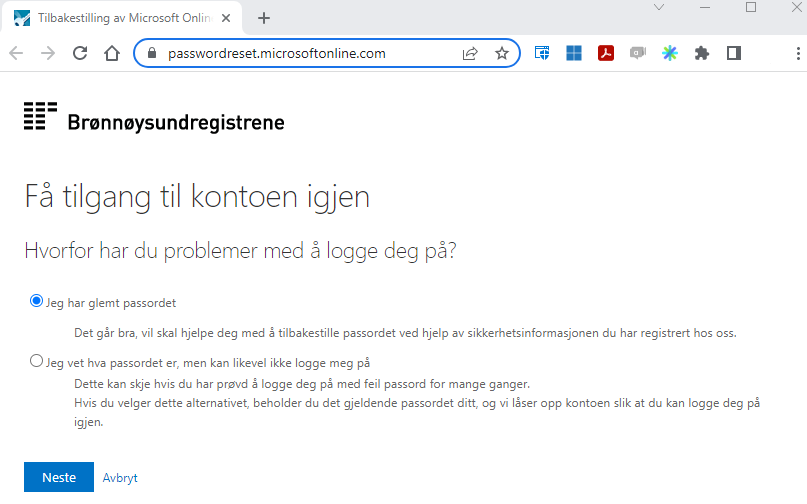 Tilbakestilling av Microsoft Onlin
passwordreset.microsoftonline.com
Brønnøysundregistrene
Få tilgang til kontoen igjen
Hvorfor har du problemer med å logge deg på?
Jeg har glemt passordet
Det går bra, vil skal hjelpe deg med å tilbakestille passordet ved hjelp av sikkerhetsinformasjonen du har registrert hos oss.
Jeg vet hva passordet er, men kan likevel ikke logge meg på
Dette kan skje hvis du har prøvd å logge deg på med feil passord for mange ganger.
Hvis du velger dette alternativet, beholder du det gjeldende passordet ditt, og vi låser opp kontoen slik at du kan logge deg på
igjen.
Neste Avbryt